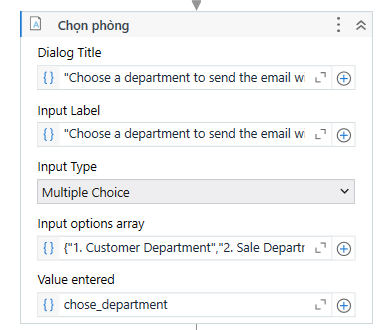 Chọn phòng
Dialog Title
{} "Choose a department to send the email w
Input Label
{} "Choose a department to send the email w
Input Type
Multiple Choice
Input options array
{} {"1. Customer Department","2. Sale Departm
Value entered
{} chose_department